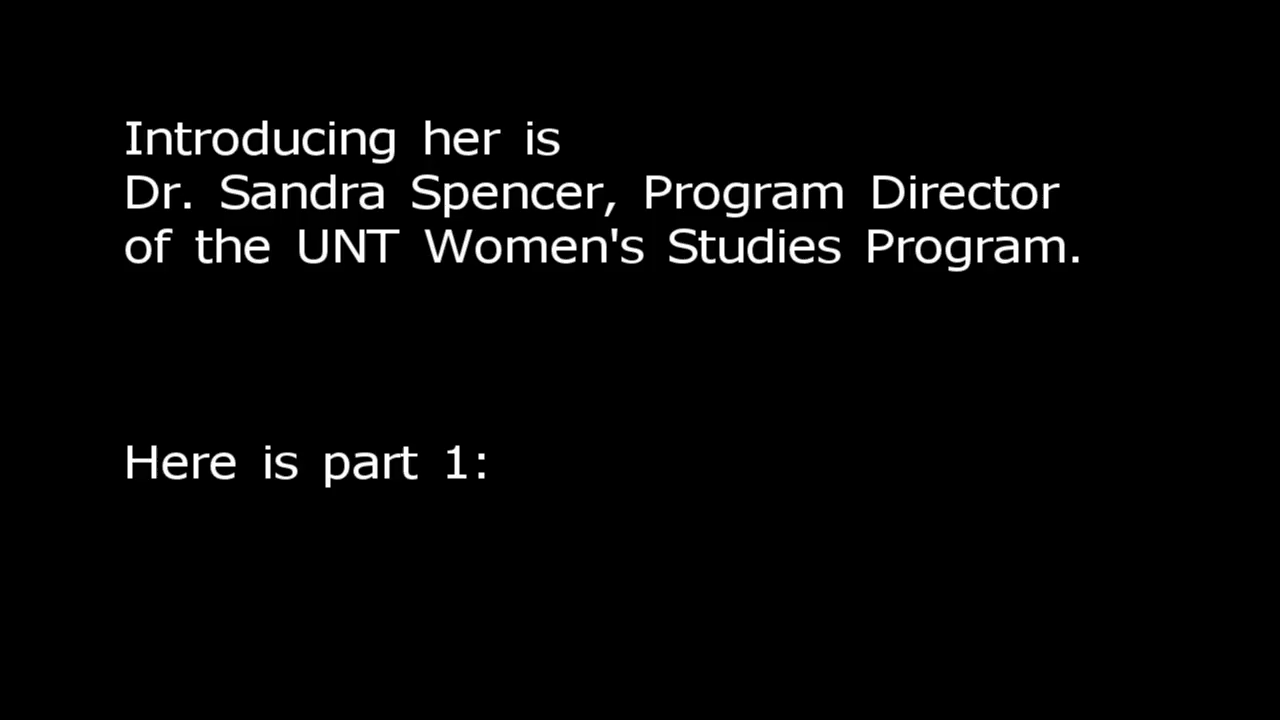 Introducing her is
Dr. Sandra Spencer, Program Director
of the UNT Women's Studies Program.
Here is part 1: